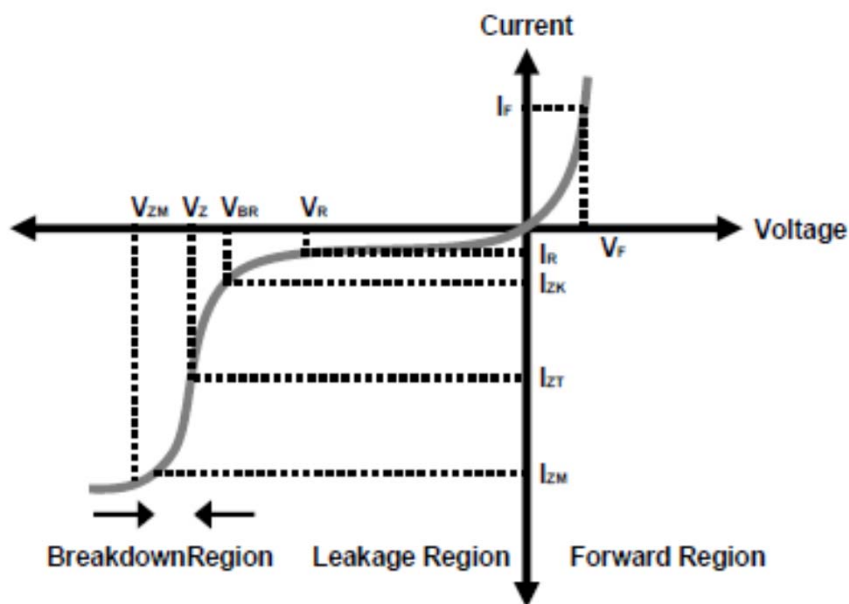 Current
IF
VZM VZ VBR VR
Voltage
VF
IR
IZK
IZT
IZM
BreakdownRegion Leakage Region Forward Region